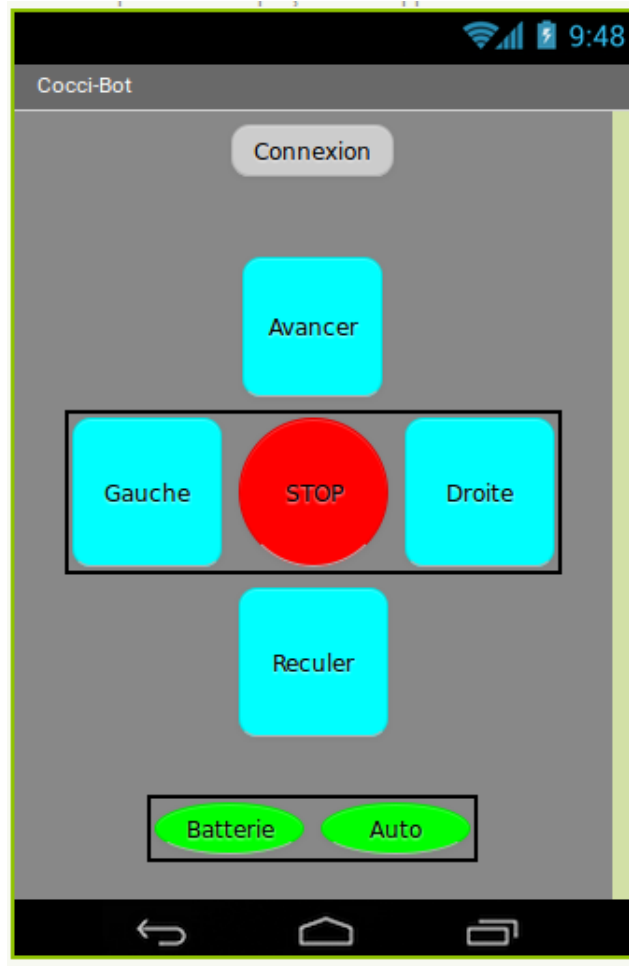 9:48
Cocci-Bot
Connexion
Avancer
Gauche STOP Droite
Reculer
Batterie Auto